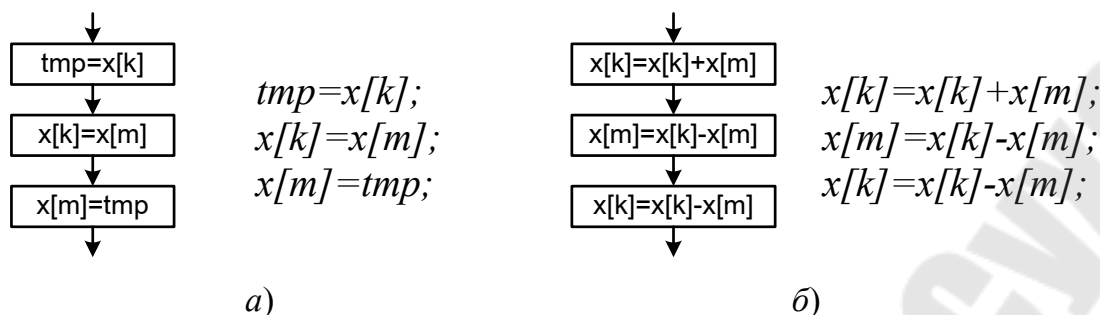 tmp=x[k]
x[k]=x[m]
x[m]=tmp
tmp=x[k];
x[k]=x[m];
x[m]=tmp;
а)
x[k]=x[k]+x[m]
x[m]=x[k]-x[m]
x[k]=x[k]-x[m]
x[k]=x[k]+x[m];
x[m]=x[k]-x[m];
x[k]=x[k]-x[m];
б)